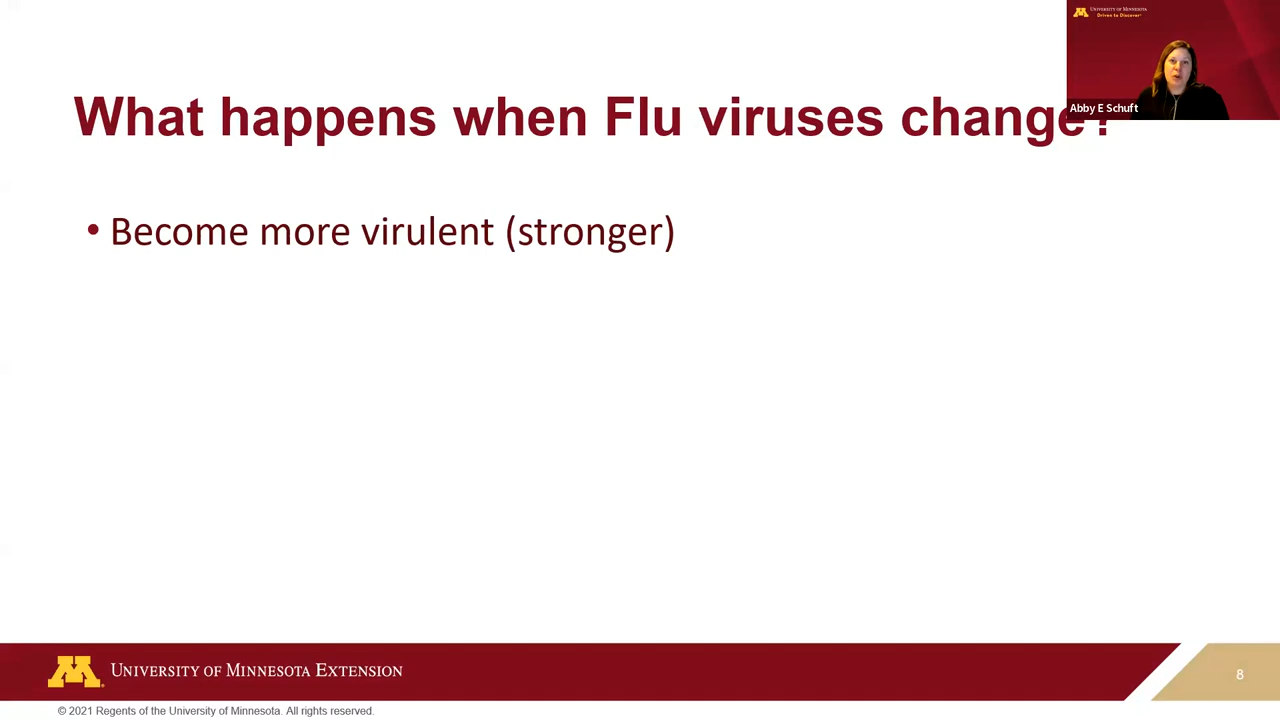 UNIVERSITY OF MINNESOTA
Driven to Discover®
Abby E Schuft
What happens when Flu viruses change?
• Become more virulent (stronger)
UNIVERSITY OF MINNESOTA EXTENSION
8
© 2021 Regents of the University of Minnesota. All rights reserved.